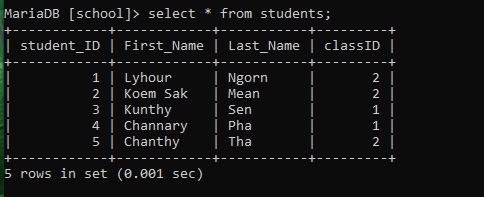 MariaDB [school]> select * from students;
+------------+------------+-----------+---------+
| student_ID | First_Name | Last_Name | classID |
+------------+------------+-----------+---------+
|          1 | Lyhour     | Ngorn     |       2 |
|          2 | Koem Sak   | Mean      |       2 |
|          3 | Kunthy     | Sen       |       1 |
|          4 | Channary   | Pha       |       1 |
|          5 | Chanthy    | Tha       |       2 |
+------------+------------+-----------+---------+
5 rows in set (0.001 sec)